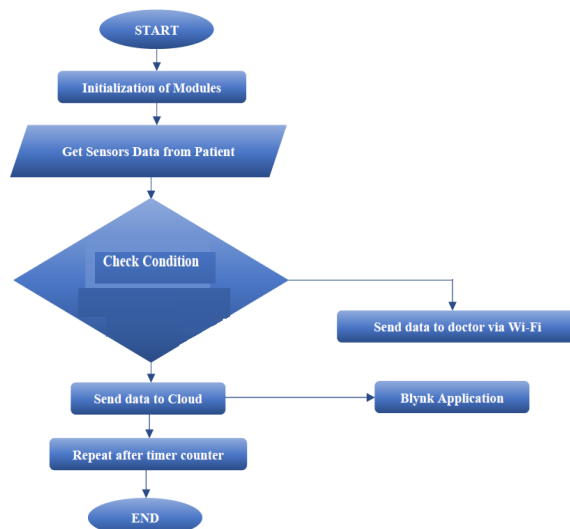 START
Initialization of Modules
Get Sensors Data from Patient
Check Condition
Send data to doctor via Wi-Fi
Send data to Cloud
Blynk Application
Repeat after timer counter
END